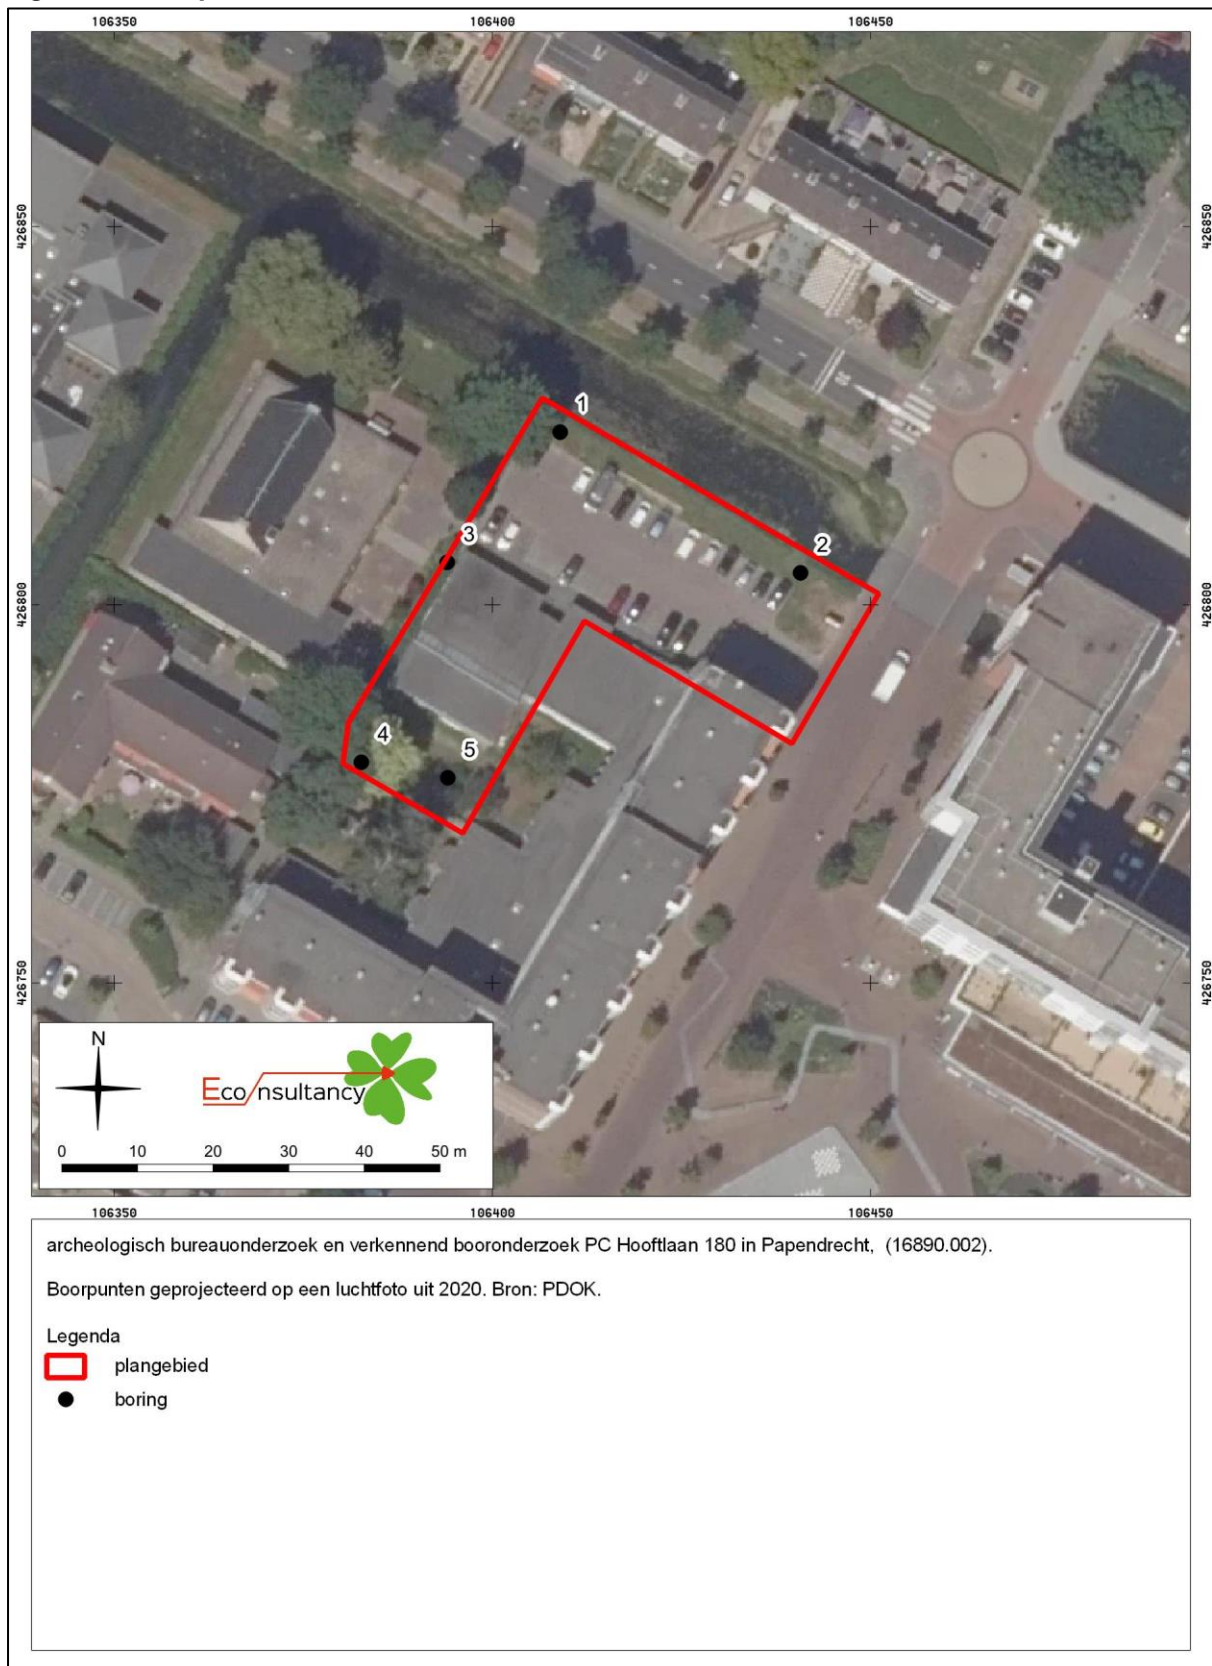 106350 106400 106450
426850 426850
1
2
3
426800 426800
4
5
426750 426750
N
Eco nsultancy
0 10 20 30 40 50 m
106350 106400 106450
archeologisch bureauonderzoek en verkennend booronderzoek PC Hooftlaan 180 in Papendrecht, (16890.002).
Boorpunten geprojecteerd op een luchtfoto uit 2020. Bron: PDOK.
Legenda
plangebied
boring